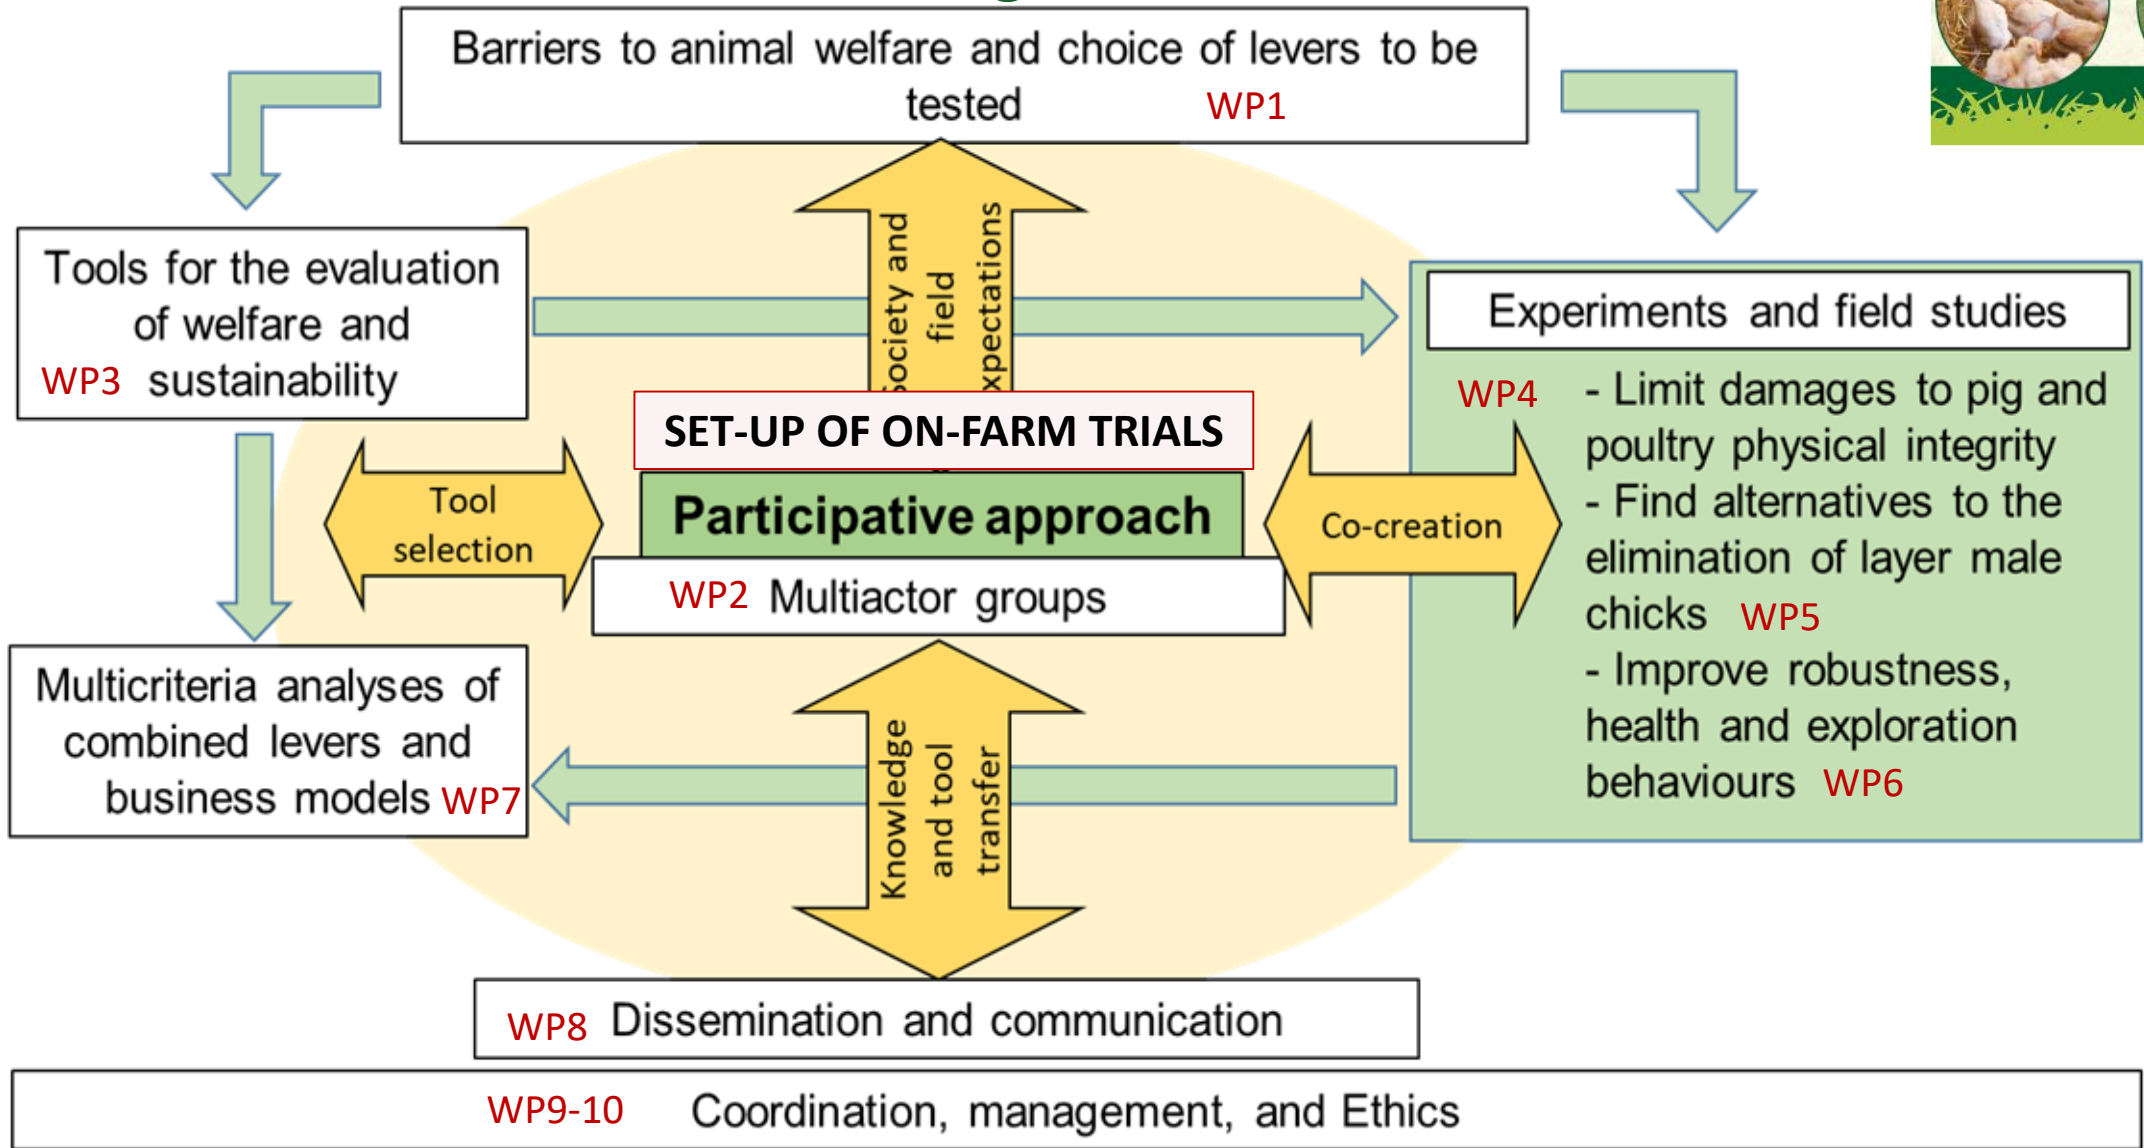 Barriers to animal welfare and choice of levers to be
tested WP1
Tools for the evaluation
of welfare and
WP3 sustainability
Society and
field
xpectations
Experiments and field studies
WP4 - Limit damages to pig and
poultry physical integrity
- Find alternatives to the
elimination of layer male
chicks WP5
- Improve robustness,
health and exploration
behaviours WP6
SET-UP OF ON-FARM TRIALS
Tool
selection
Participative approach
Co-creation
WP2 Multiactor groups
Multicriteria analyses of
combined levers and
business models WP7
Knowledge
and tool
transfer
WP8 Dissemination and communication
WP9-10 Coordination, management, and Ethics